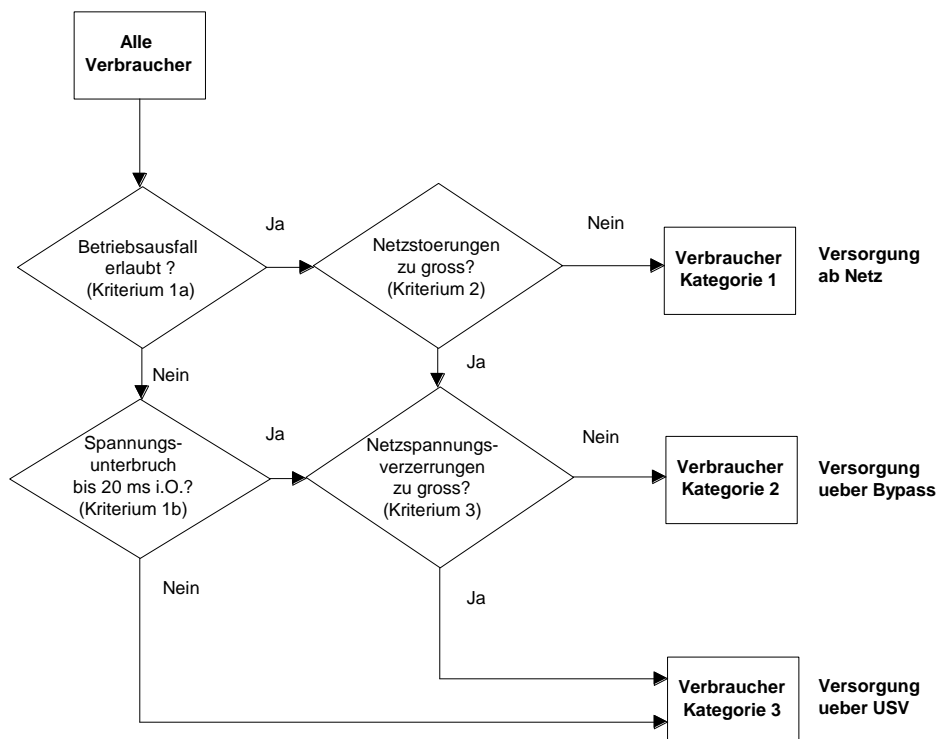 Alle
Verbraucher
Betriebsausfall
erlaubt ?
(Kriterium 1a)
Ja
Netzstoerungen
zu gross?
(Kriterium 2)
Nein
Verbraucher
Kategorie 1
Versorgung
ab Netz
Nein
Ja
Spannungs-
unterbruch
bis 20 ms i.O.?
(Kriterium 1b)
Ja
Netzspannungs-
verzerrungen
zu gross?
(Kriterium 3)
Nein
Verbraucher
Kategorie 2
Versorgung
ueber Bypass
Nein
Ja
Verbraucher
Kategorie 3
Versorgung
ueber USV